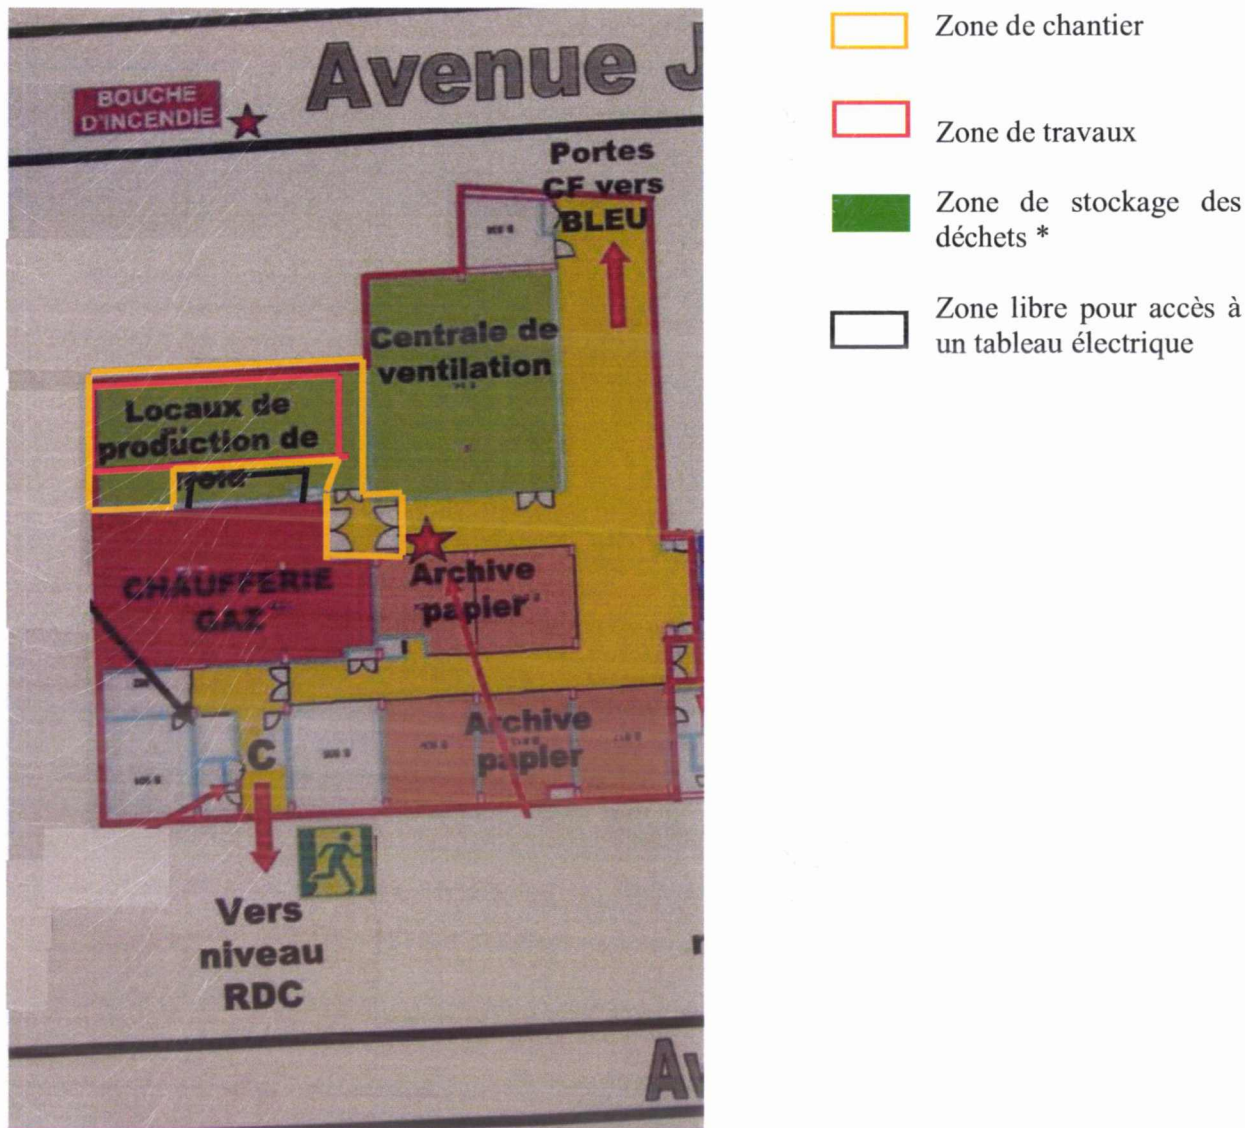 Avenue J
BOUCHE
D'INCENDIE
Portes
CF vers
BLEU
Centrale de
ventilation
Locaux de
production de
froid
CHAUFFERIE
GAZ
Archive
papier
Archive
papier
C
Vers
niveau
RDC
Av
Zone de chantier
Zone de travaux
Zone de stockage des
déchets *
Zone libre pour accès à
un tableau électrique